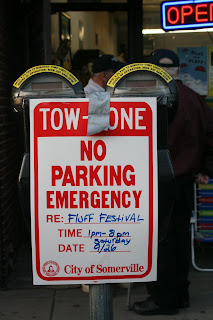 OPEN
TOW-ZONE
NO
PARKING
EMERGENCY
RE: Fluff Festival
TIME 1pm-8pm
Saturday
DATE 9/26
City of Somerville